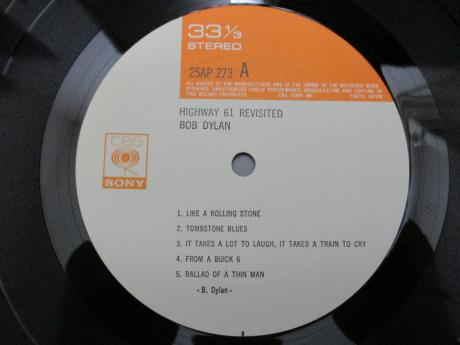 33 1/3
STEREO
25AP 273 A
ALL RIGHTS OF THE MANUFACTURER AND OF THE OWNER OF THE RECORDED WORK
RESERVED. UNAUTHORIZED PUBLIC PERFORMANCE, BROADCASTING AND COPYING OF
THIS RECORD PROHIBITED CBS/SONY INC. TOKYO JAPAN
HIGHWAY 61 REVISITED
BOB DYLAN
CBS
SONY
1. LIKE A ROLLING STONE
2. TOMBSTONE BLUES
3. IT TAKES A LOT TO LAUGH, IT TAKES A TRAIN TO CRY
4. FROM A BUICK 6
5. BALLAD OF A THIN MAN
- B. Dylan -